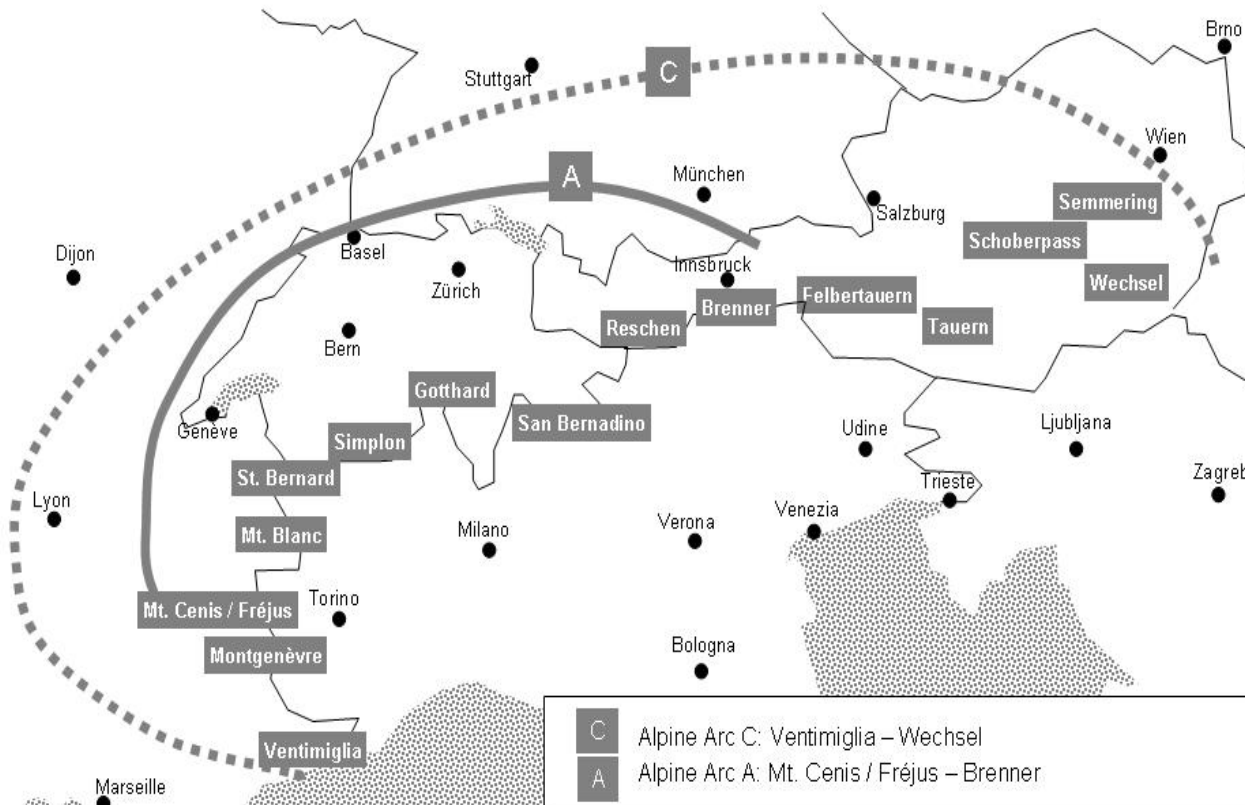 Brno
C
Stuttgart
Wien
A
München
Semmering
Salzburg
Schoberpass
Basel
Dijon
Zürich
Innsbruck
Wechsel
Felbertauern
Brenner
Reschen
Tauern
Bern
Gotthard
San Bernadino
Genève
Simplon
Udine
Ljubljana
St. Bernard
Zagreb
Trieste
Lyon
Mt. Blanc
Milano
Verona
Venezia
Mt. Cenis / Fréjus
Torino
Montgenèvre
Bologna
Ventimiglia
C Alpine Arc C: Ventimiglia – Wechsel
A Alpine Arc A: Mt. Cenis / Fréjus – Brenner
Marseille